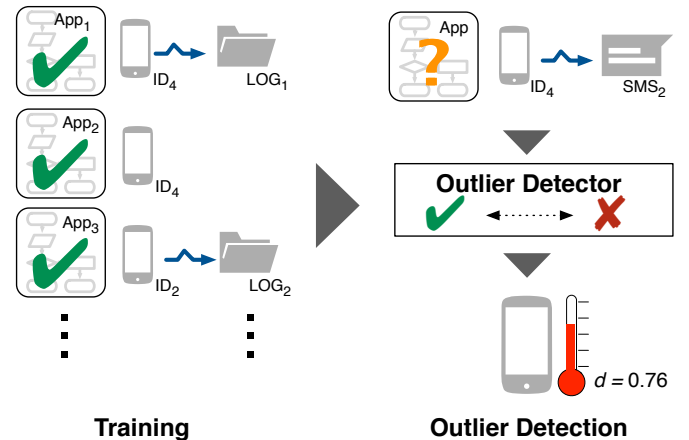 App1
ID4
LOG1
App2
ID4
App3
ID2
LOG2
Training
App
?
ID4
SMS2
Outlier Detector
d = 0.76
Outlier Detection